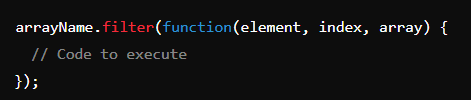 arrayName.filter(function(element, index, array) {
  // Code to execute
});